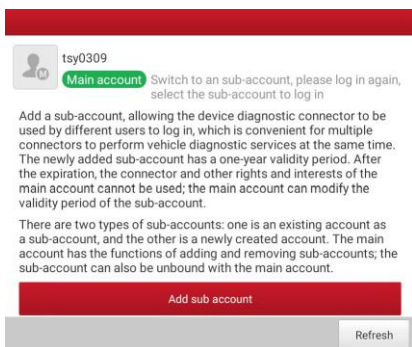 tsy0309
Main account Switch to an sub-account, please log in again,
select the sub-account to log in
Add a sub-account, allowing the device diagnostic connector to be
used by different users to log in, which is convenient for multiple
connectors to perform vehicle diagnostic services at the same time.
The newly added sub-account has a one-year validity period. After
the expiration, the connector and other rights and interests of the
main account cannot be used; the main account can modify the
validity period of the sub-account.
There are two types of sub-accounts: one is an existing account as
a sub-account, and the other is a newly created account. The main
account has the functions of adding and removing sub-accounts; the
sub-account can also be unbound with the main account.
Add sub account
Refresh